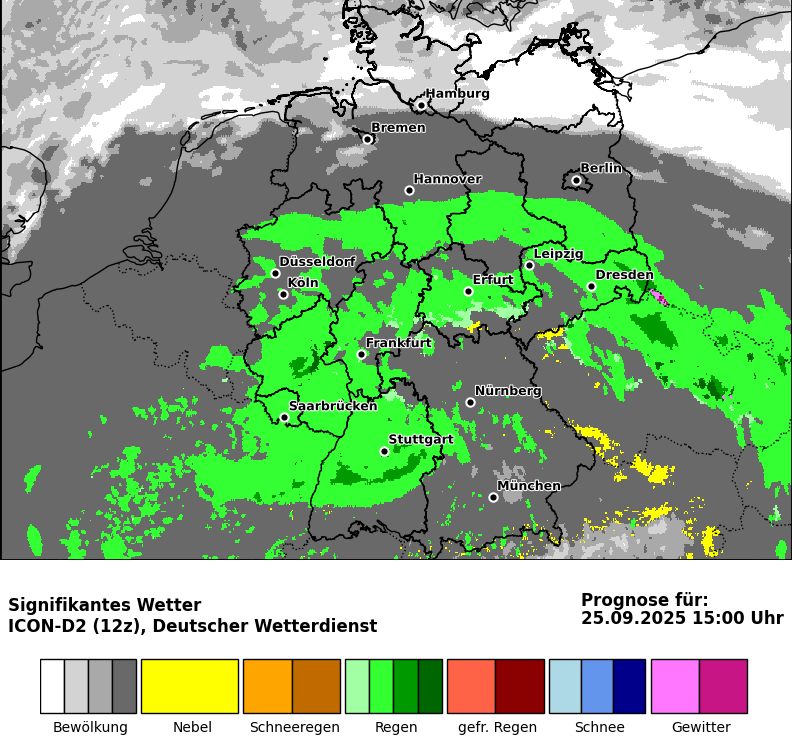 Hamburg
Bremen
Berlin
Hannover
Leipzig
Düsseldorf
Dresden
Köln
Erfurt
Frankfurt
Nürnberg
Saarbrücken
Stuttgart
München
Signifikantes Wetter
ICON-D2 (12z), Deutscher Wetterdienst
Prognose für:
25.09.2025 15:00 Uhr
Bewölkung Nebel Schneeregen Regen gefr. Regen Schnee Gewitter